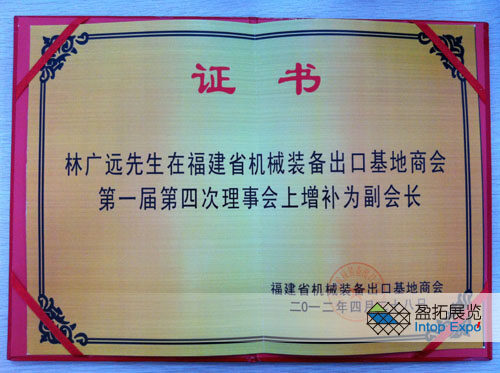 证书
林广远先生在福建省机械装备出口基地商会
第一届第四次理事会上增补为副会长
福建省机械装备出口基地商会
二〇一二年四月十八日
盈拓展览
Intop Expo